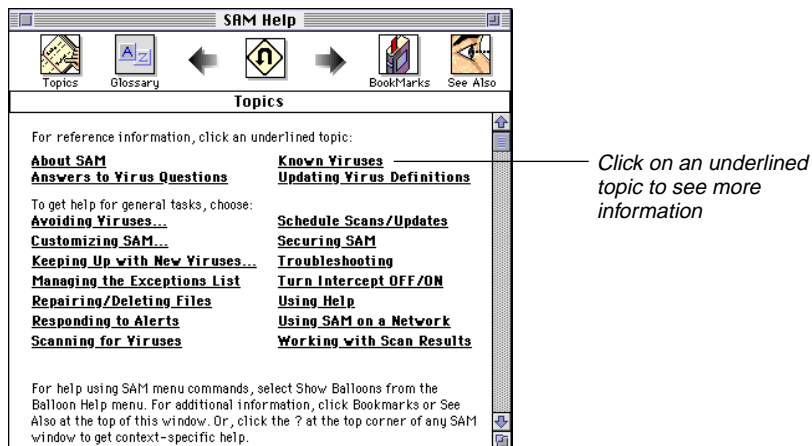 SAM Help
Topics Glossary BookMarks See Also
Topics
For reference information, click an underlined topic:
About SAM Known Viruses
Answers to Virus Questions Updating Virus Definitions
To get help for general tasks, choose:
Avoiding Viruses... Schedule Scans/Updates
Customizing SAM... Securing SAM
Keeping Up with New Viruses... Troubleshooting
Managing the Exceptions List Turn Intercept OFF/ON
Repairing/Deleting Files Using Help
Responding to Alerts Using SAM on a Network
Scanning for Viruses Working with Scan Results
For help using SAM menu commands, select Show Balloons from the
Balloon Help menu. For additional information, click Bookmarks or See
Also at the top of this window. Or, click the ? at the top corner of any SAM
window to get context-specific help.
Click on an underlined
topic to see more
information